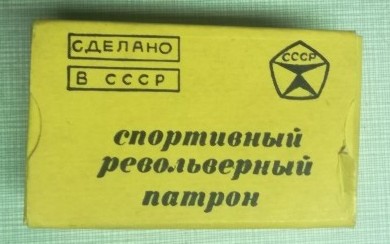 СДЕЛАНО
В СССР
СССР
спортивный
револьверный
патрон